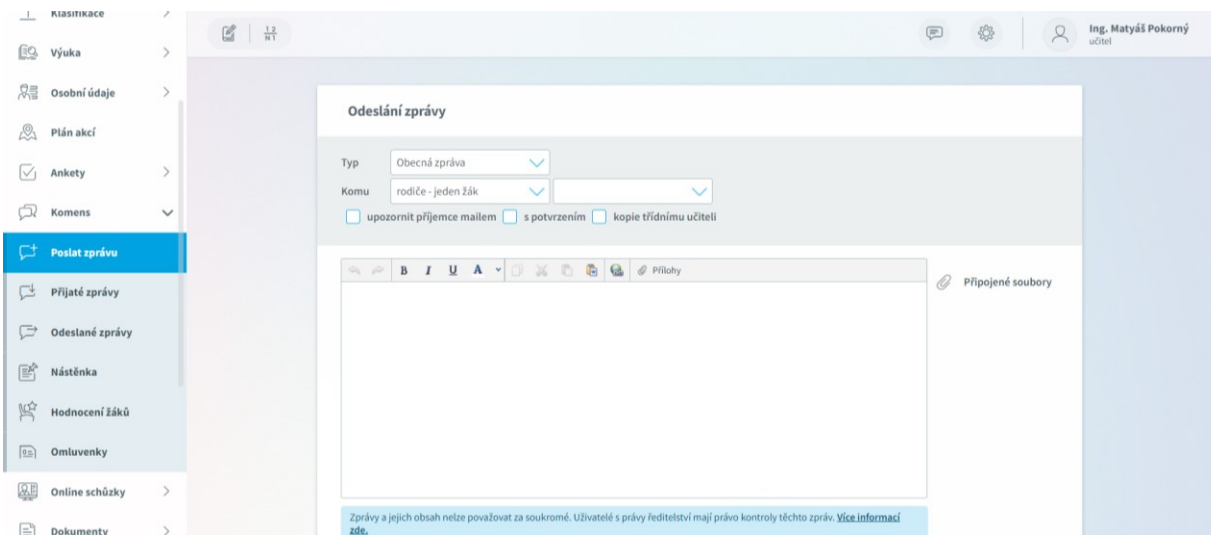 Klasifikace
Výuka
Osobní údaje
Plán akcí
Ankety
Komens
Poslat zprávu
Přijaté zprávy
Odeslané zprávy
Nástěnka
Hodnocení žáků
Omluvenky
Online schůzky
Dokumenty
1 2
N T
Ing. Matyáš Pokorný
učitel
Odeslání zprávy
Typ Obecná zpráva
Komu rodiče - jeden žák
upozornit příjemce mailem s potvrzením kopie třídnímu učiteli
B I U A Přílohy
Připojené soubory
Zprávy a jejich obsah nelze považovat za soukromé. Uživatelé s právy ředitelství mají právo kontroly těchto zpráv. Více informací
zde.